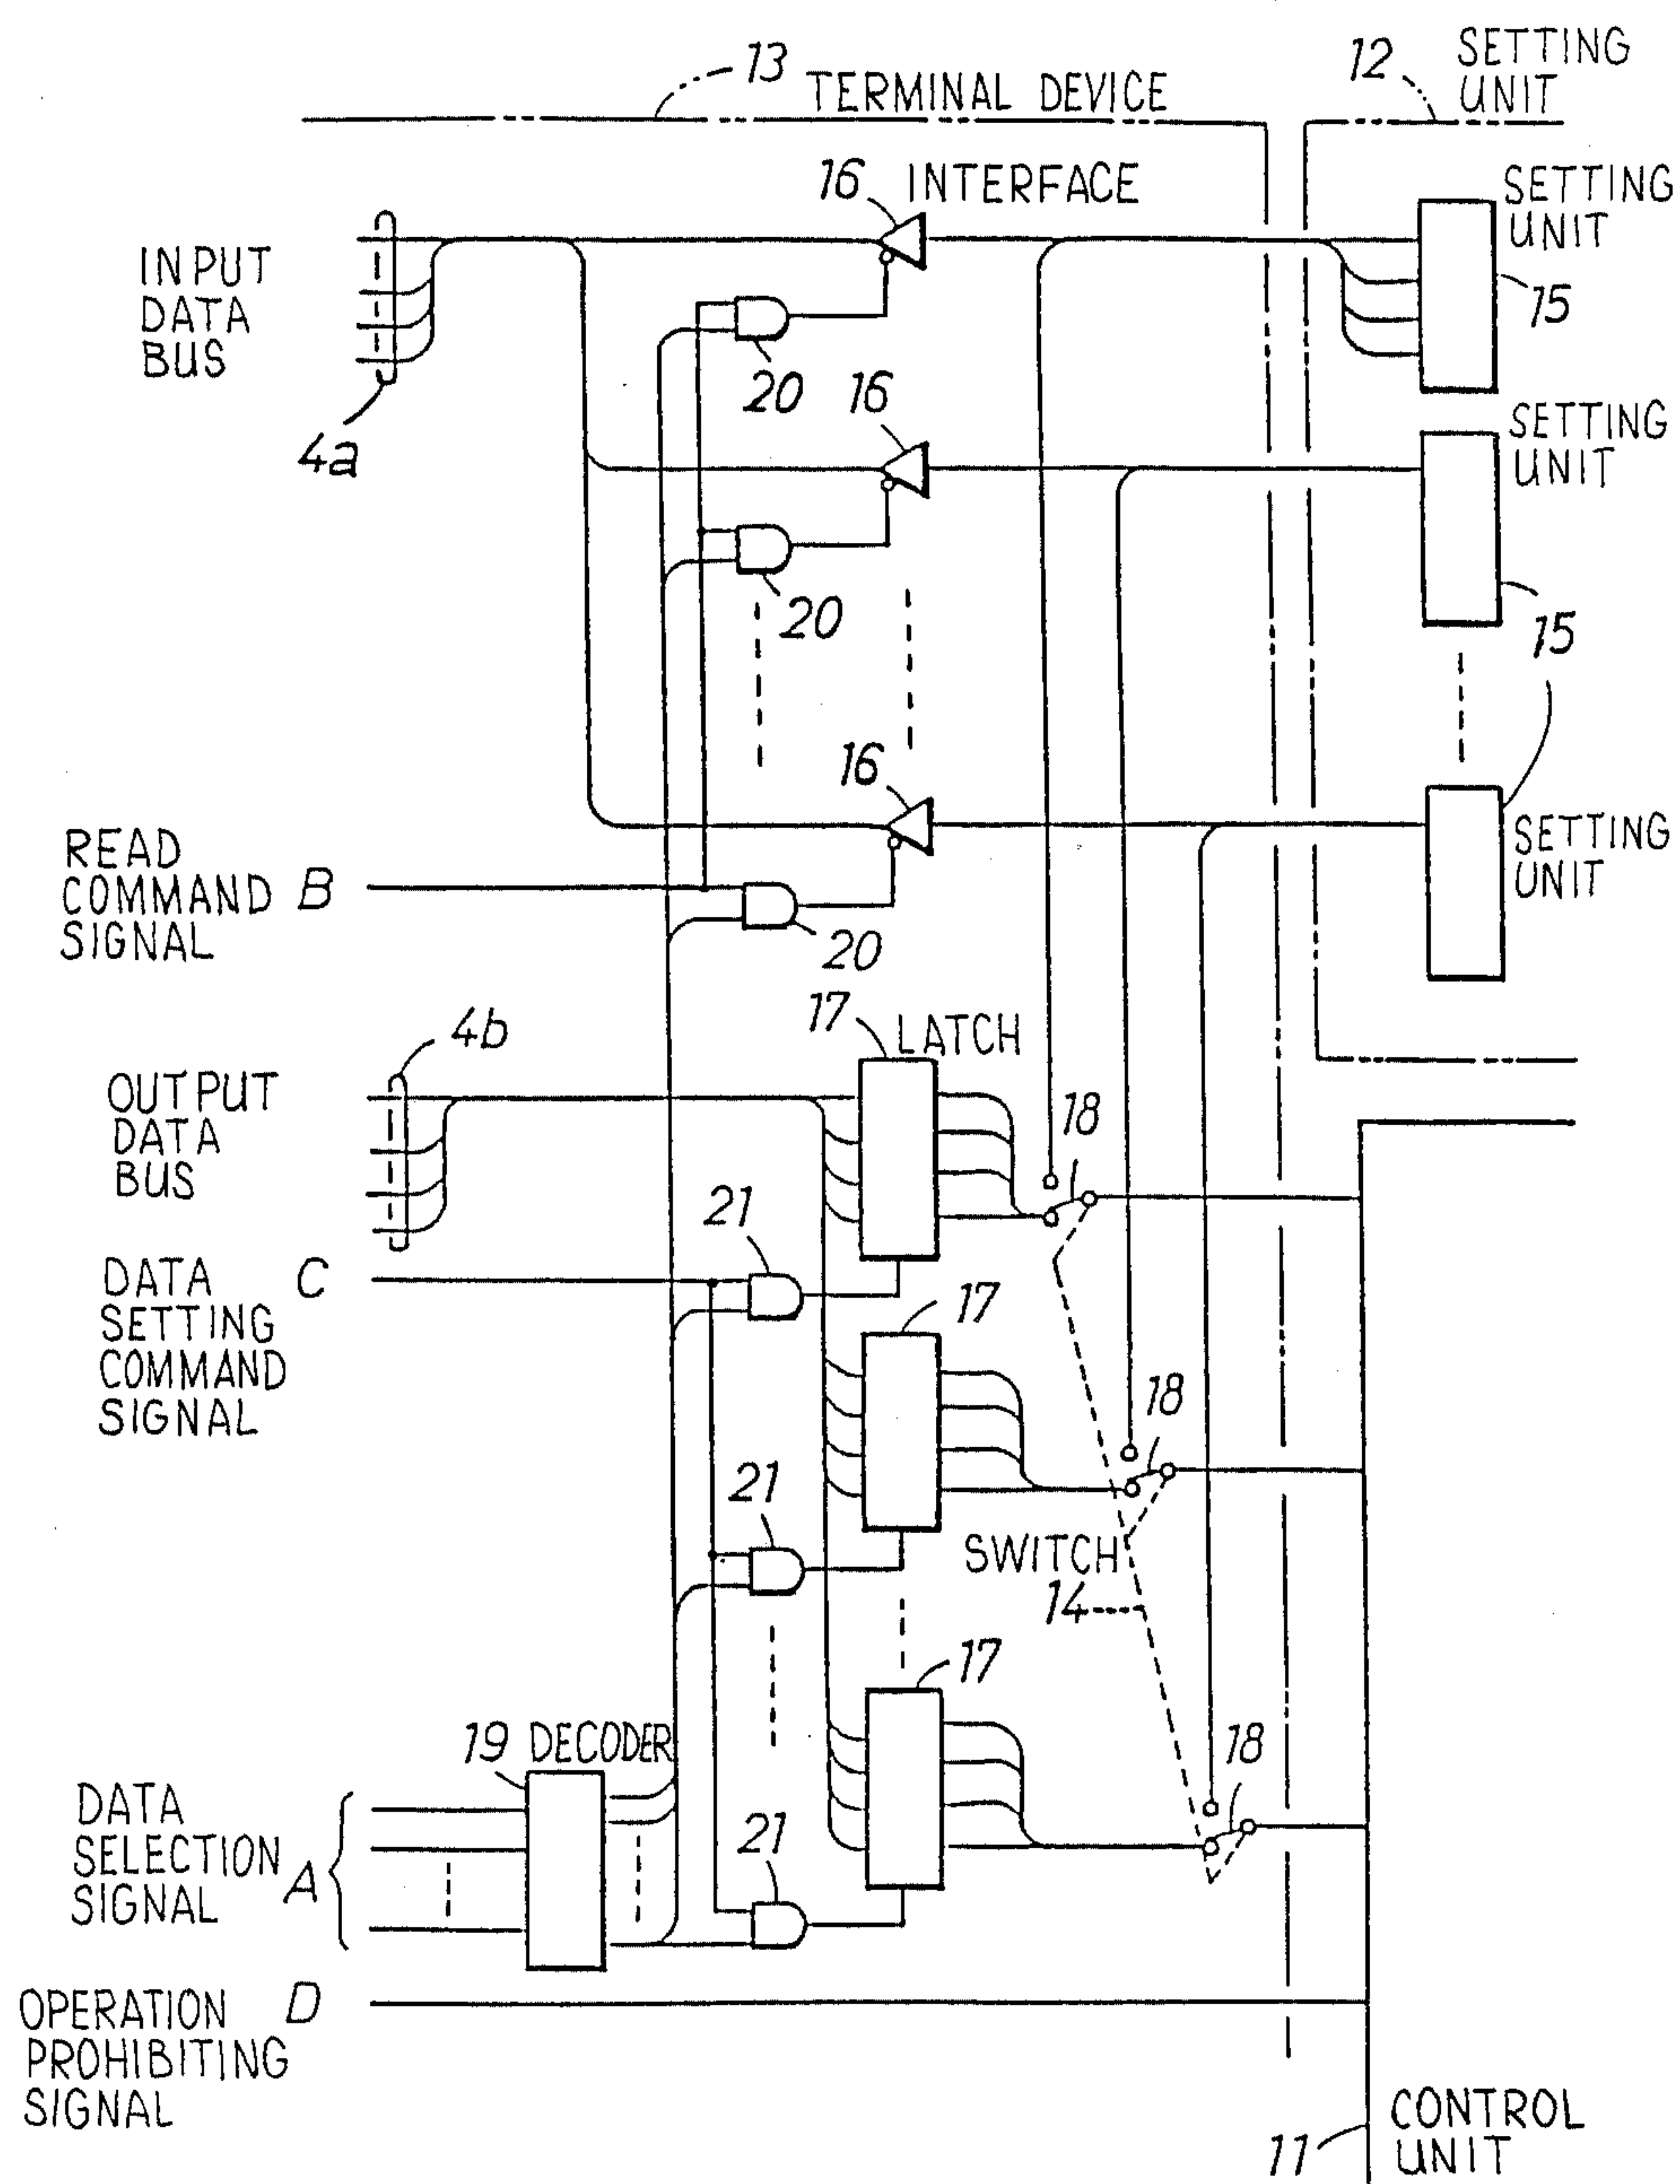 13
TERMINAL DEVICE
12
SETTING
UNIT
16
INTERFACE
SETTING
UNIT
INPUT
DATA
BUS
15
20
16
4a
SETTING
UNIT
20
15
16
READ
COMMAND
SIGNAL
B
SETTING
UNIT
20
17
LATCH
4b
OUTPUT
DATA
BUS
18
21
DATA
SETTING
COMMAND
SIGNAL
C
17
18
21
SWITCH
14
17
19 DECODER
18
DATA
SELECTION
SIGNAL
A
21
OPERATION
PROHIBITING
SIGNAL
D
CONTROL
UNIT
11